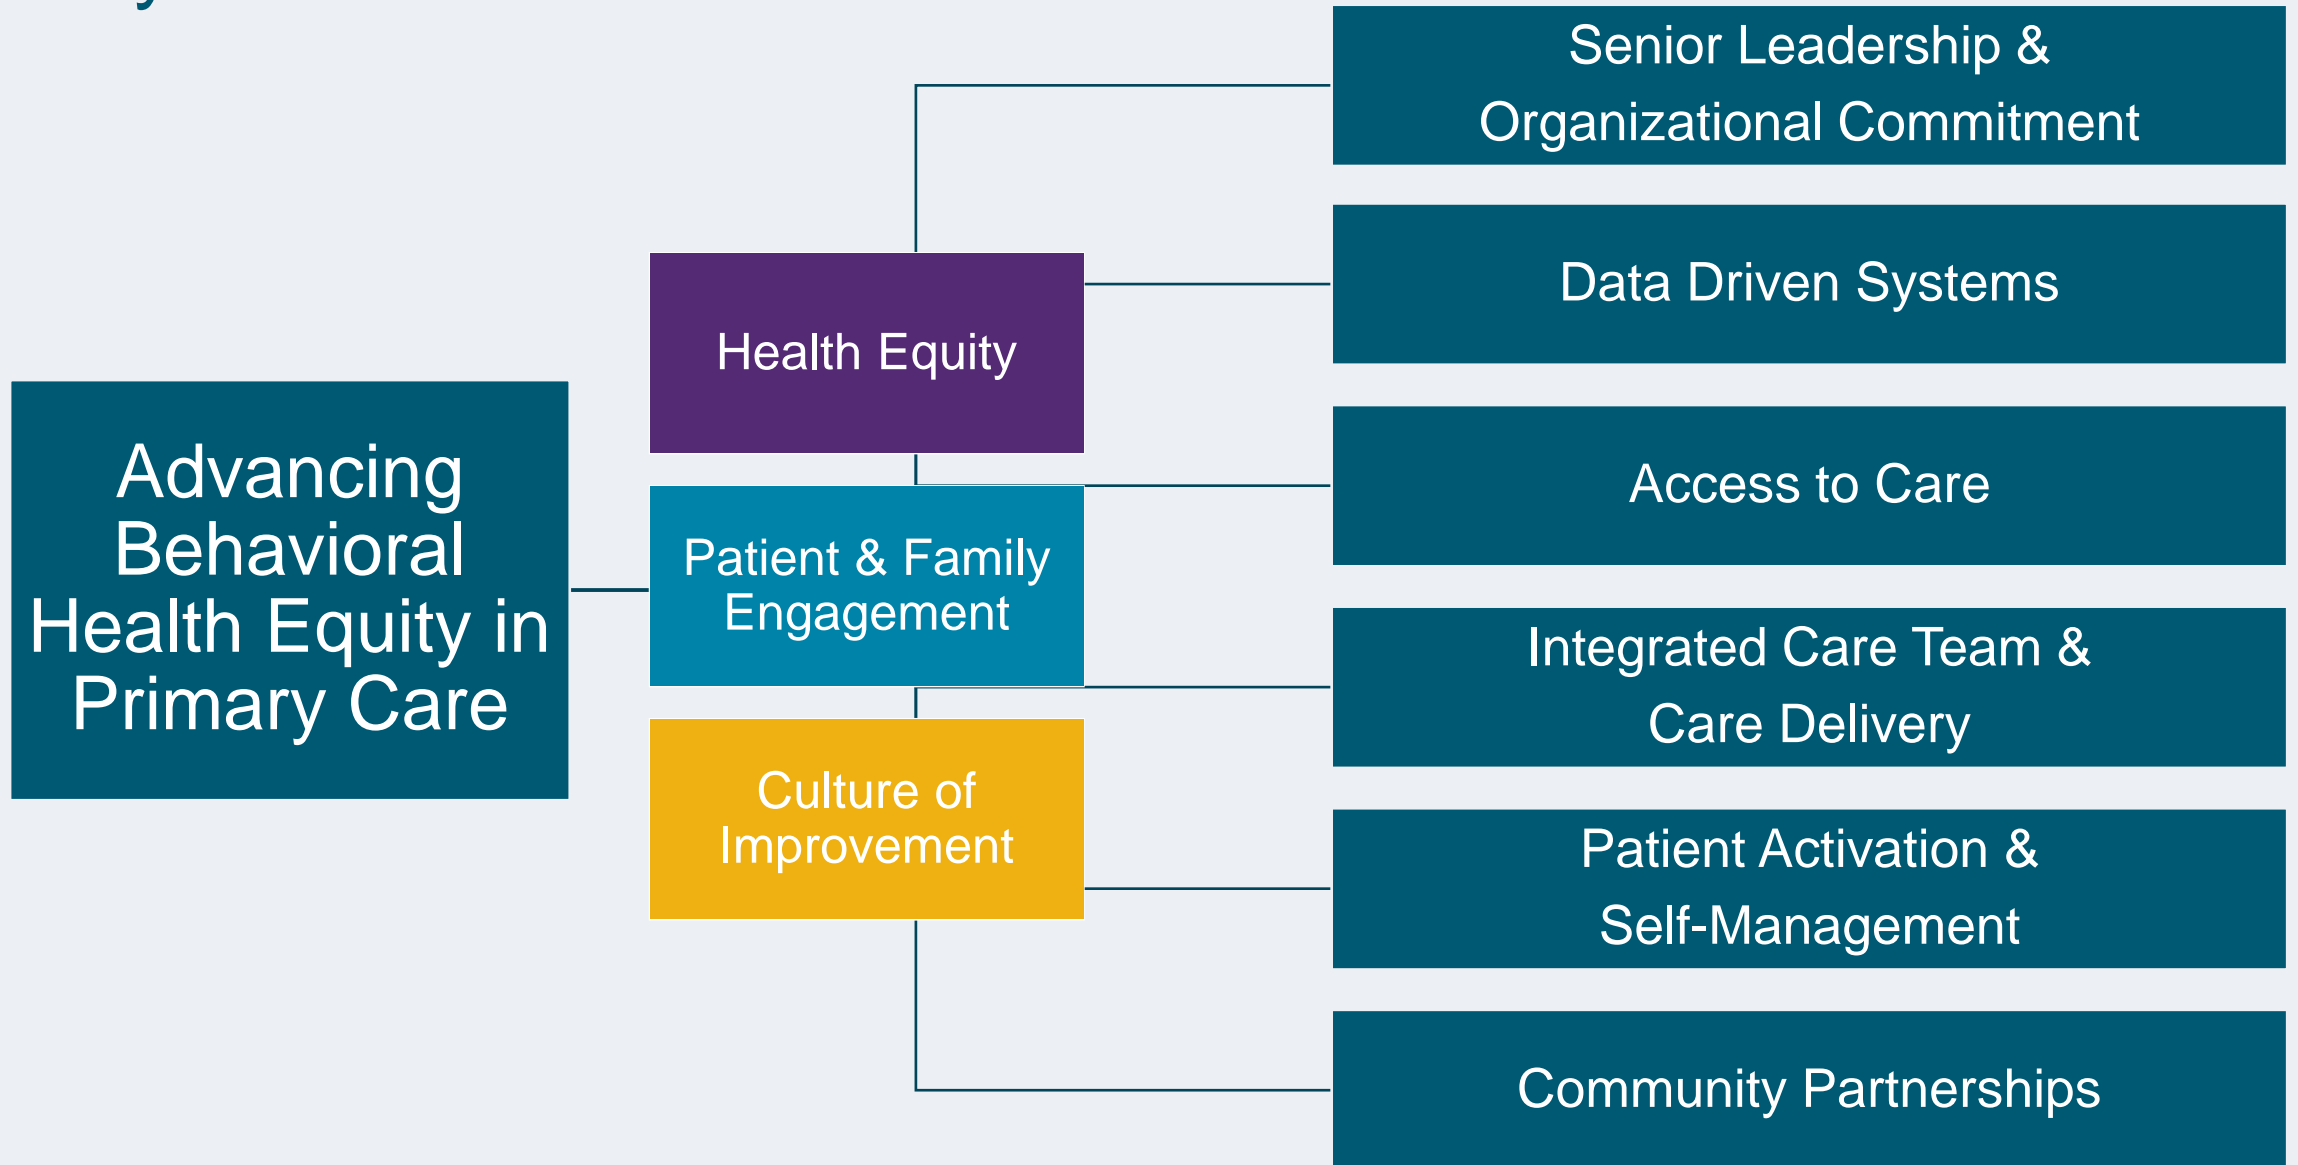 Advancing
Behavioral
Health Equity in
Primary Care
Health Equity
Patient & Family
Engagement
Culture of
Improvement
Senior Leadership &
Organizational Commitment
Data Driven Systems
Access to Care
Integrated Care Team &
Care Delivery
Patient Activation &
Self-Management
Community Partnerships